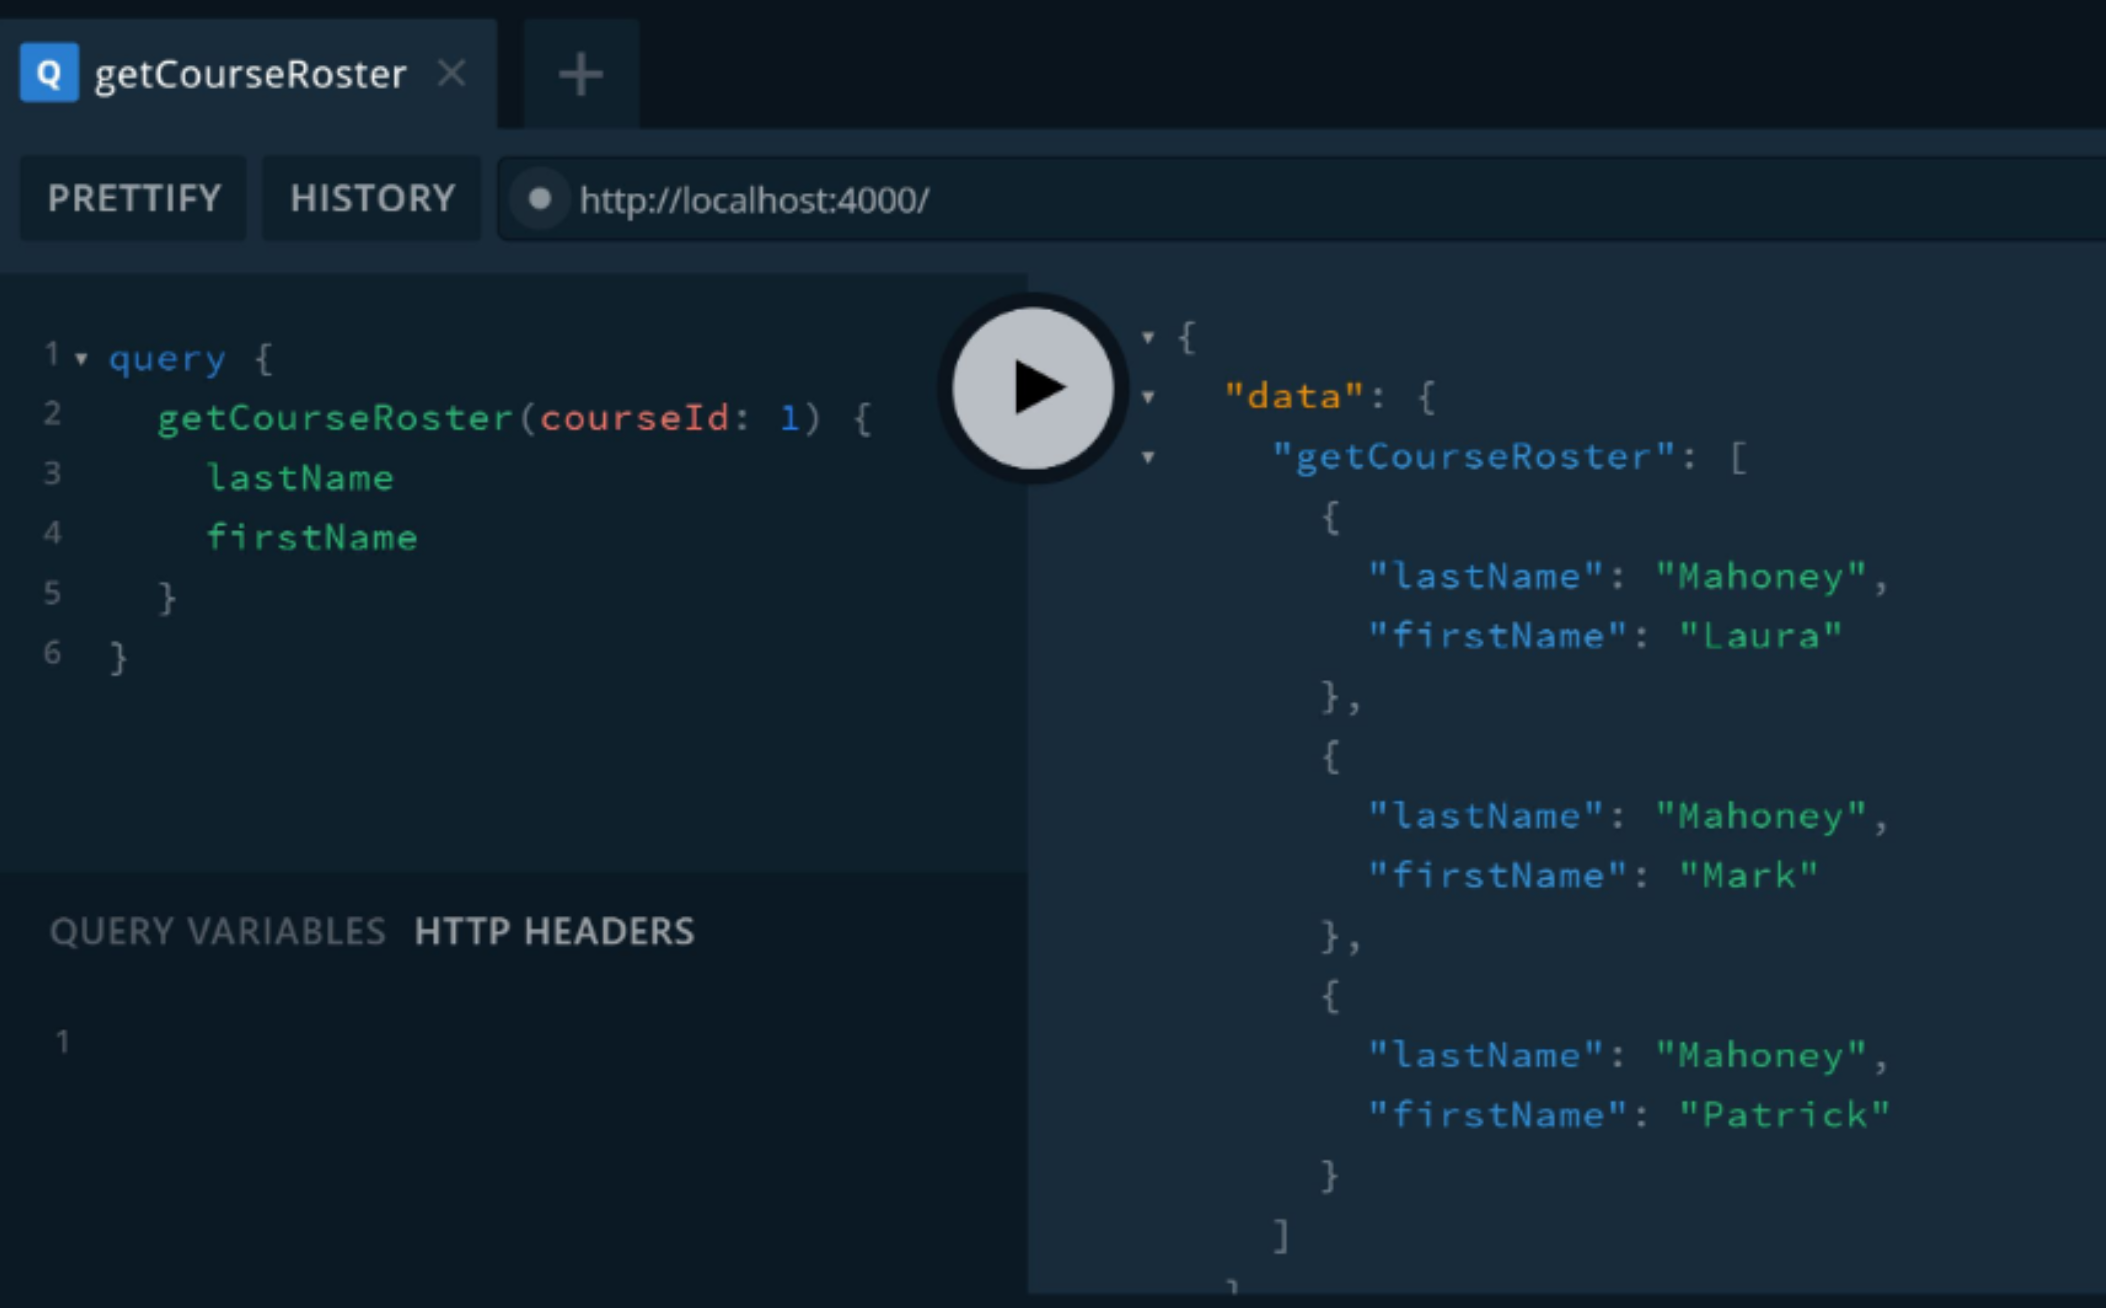 Q getCourseRoster ×
+
PRETTIFY HISTORY http://localhost:4000/
1 query {
2 getCourseRoster(courseId: 1) {
3 lastName
4 firstName
5 }
6 }
QUERY VARIABLES HTTP HEADERS
1
{
"data": {
"getCourseRoster": [
{
"lastName": "Mahoney",
"firstName": "Laura"
},
{
"lastName": "Mahoney",
"firstName": "Mark"
},
{
"lastName": "Mahoney",
"firstName": "Patrick"
}
]
}